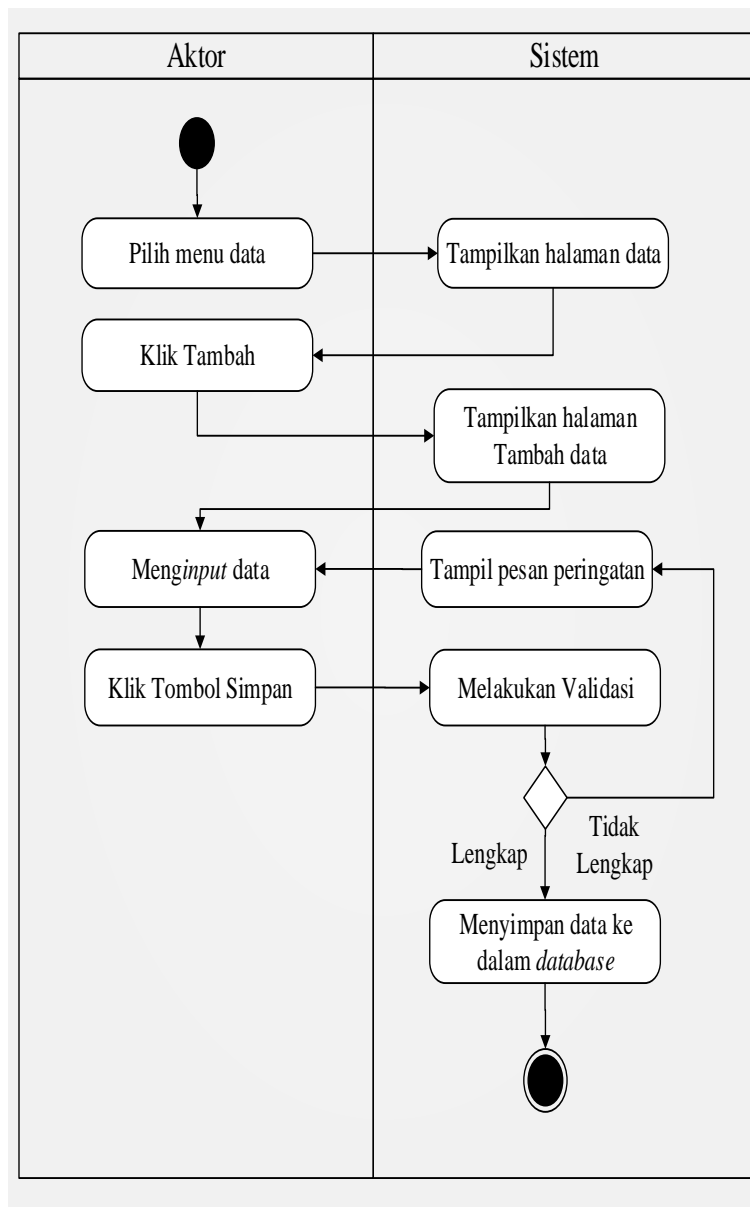 Aktor
Sistem
Pilih menu data
Tampilkan halaman data
Klik Tambah
Tampilkan halaman
Tambah data
Menginput data
Tampil pesan peringatan
Klik Tombol Simpan
Melakukan Validasi
Lengkap
Tidak
Lengkap
Menyimpan data ke
dalam database